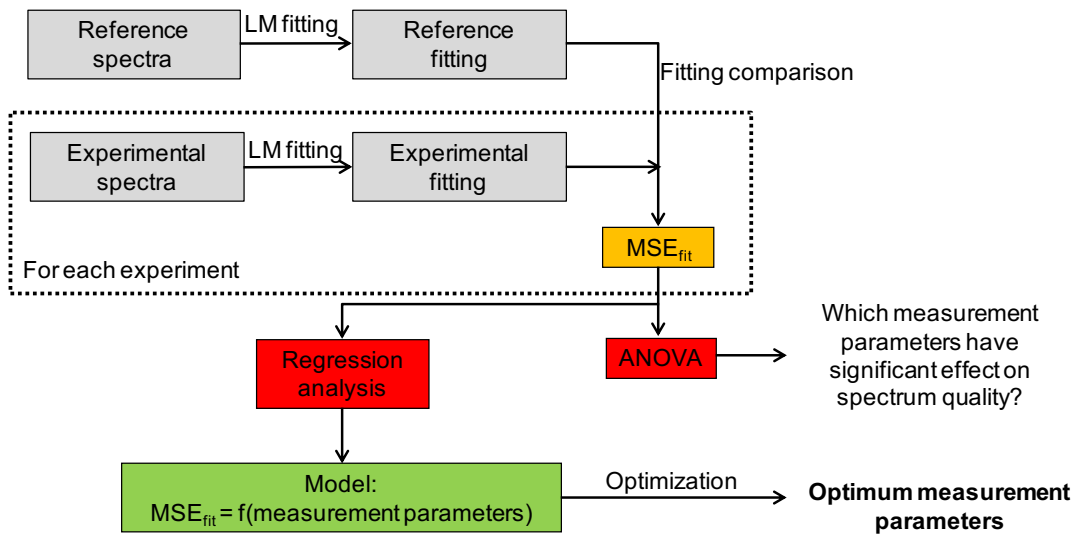 Reference
spectra
LM fitting
Reference
fitting
Fitting comparison
Experimental
spectra
LM fitting
Experimental
fitting
MSEfit
For each experiment
Regression
analysis
ANOVA
Which measurement
parameters have
significant effect on
spectrum quality?
Model:
MSEfit = f(measurement parameters)
Optimization
Optimum measurement
parameters